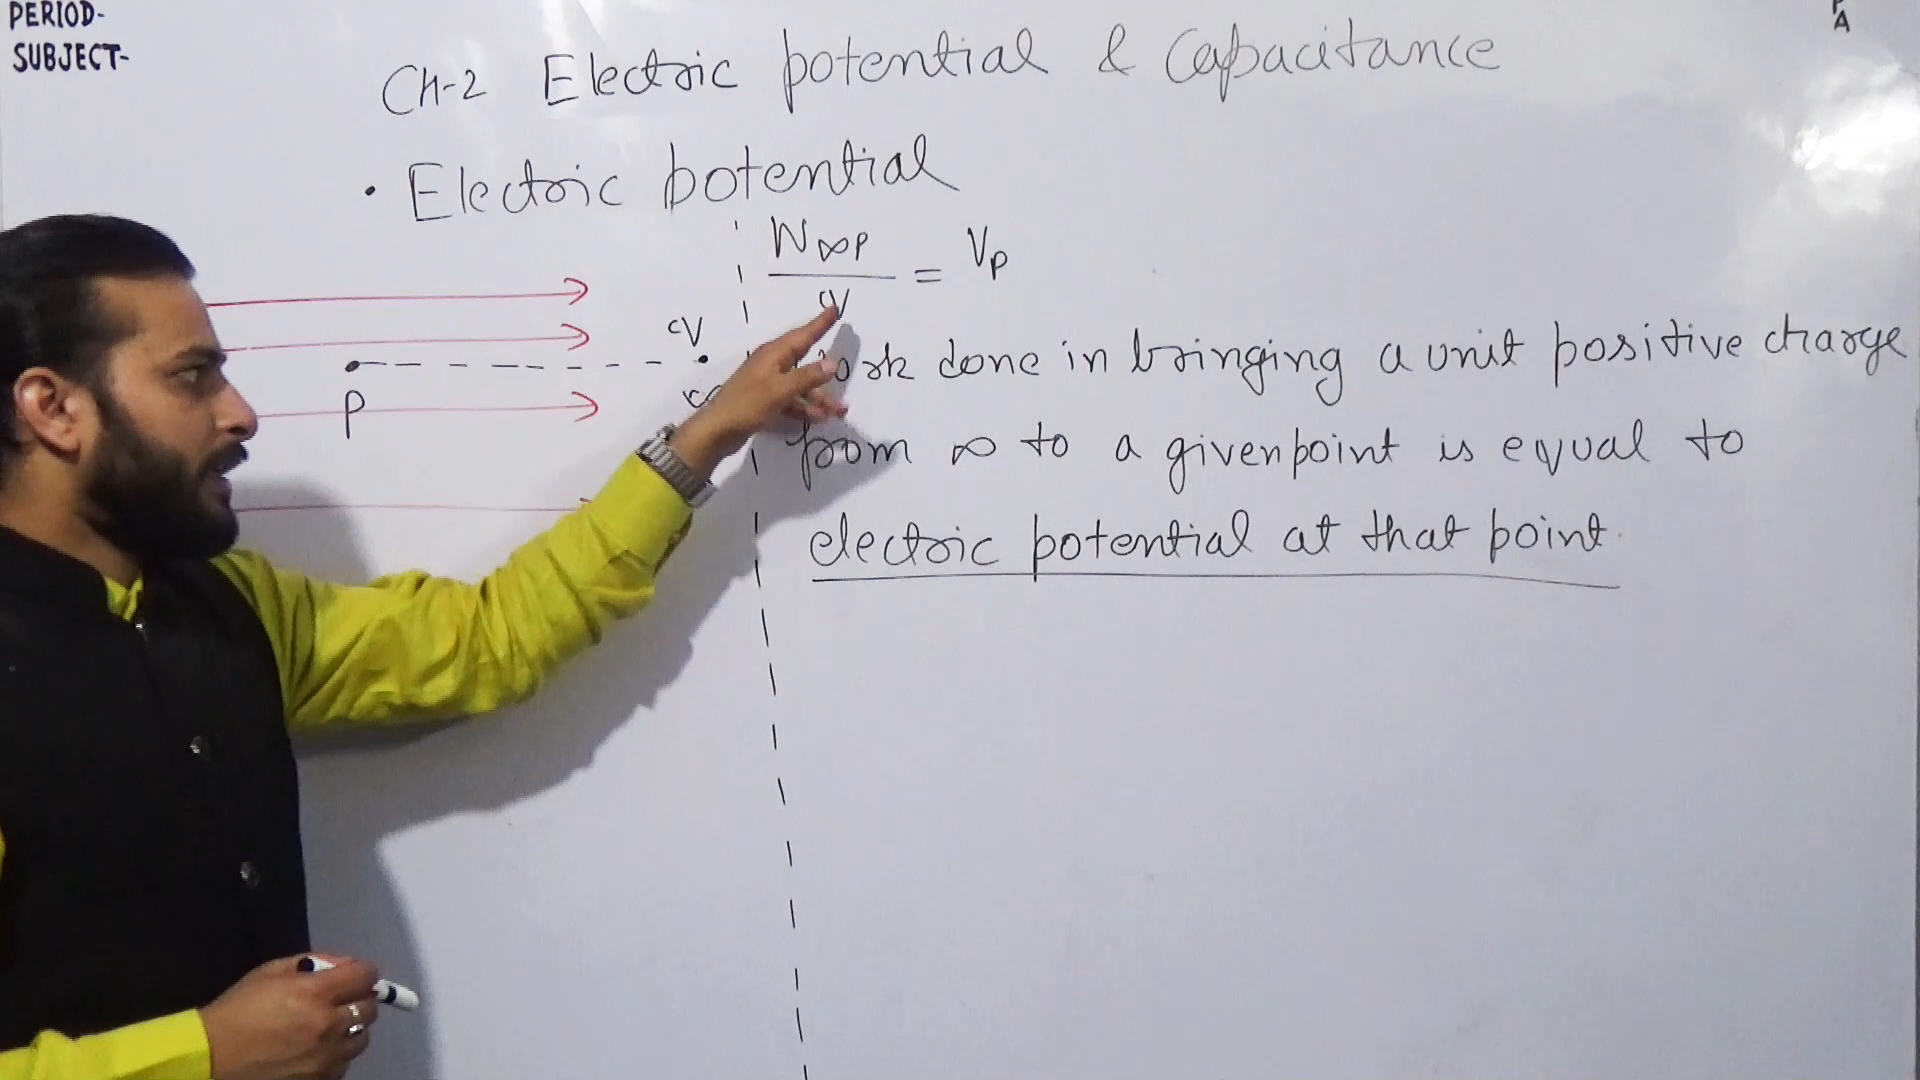 PERIOD-
SUBJECT-
P
A
Ch-2 Electric potential & Capacitance
• Electric potential
W∞P
q
= VP
q
P
work done in bringing a unit positive charge
from ∞ to a given point is equal to
electric potential at that point.